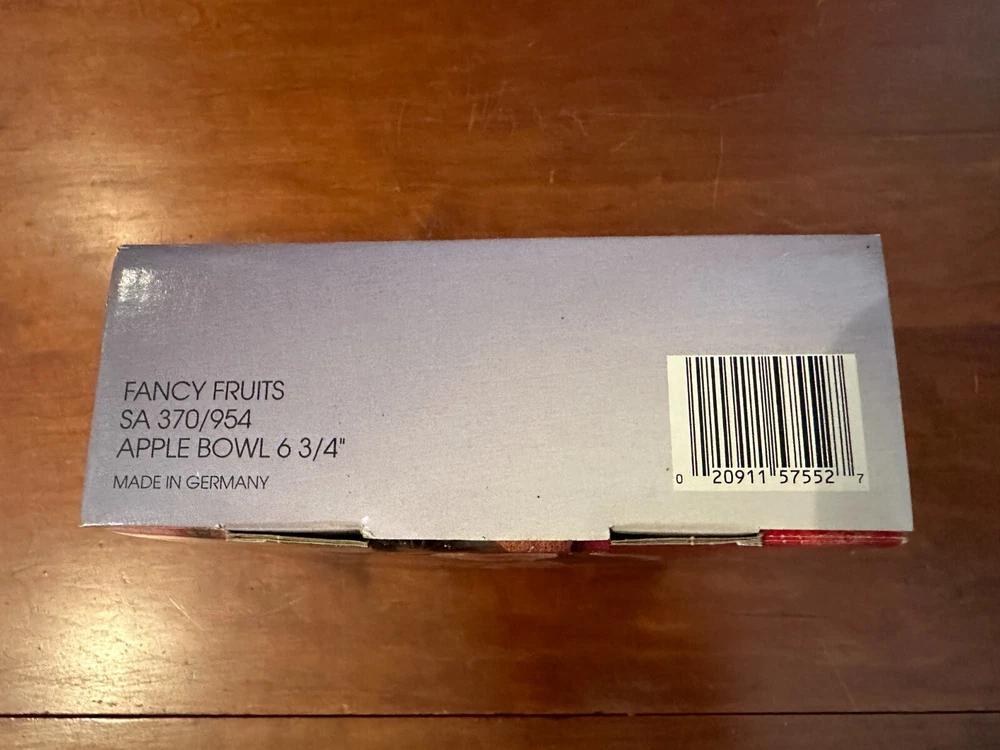 FANCY FRUITS
SA 370/954
APPLE BOWL 6 3/4"
MADE IN GERMANY
0 20911 57552 7